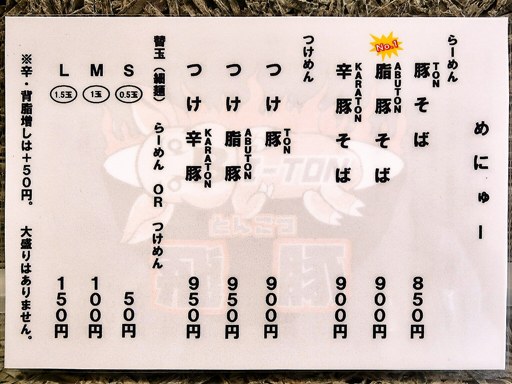 めにゅー
らーめん
TON
豚そば 850円
No.1
ABUTON
脂豚そば 900円
KARATON
辛豚そば 900円
つけめん
TON
つけ豚 900円
ABUTON
つけ脂豚 950円
KARATON
つけ辛豚 950円
替玉(細麺) らーめん OR つけめん
S 0.5玉 50円
M 1玉 100円
L 1.5玉 150円
※辛・背脂増しは+50円。 大盛りはありません。
とんこつ
飛豚